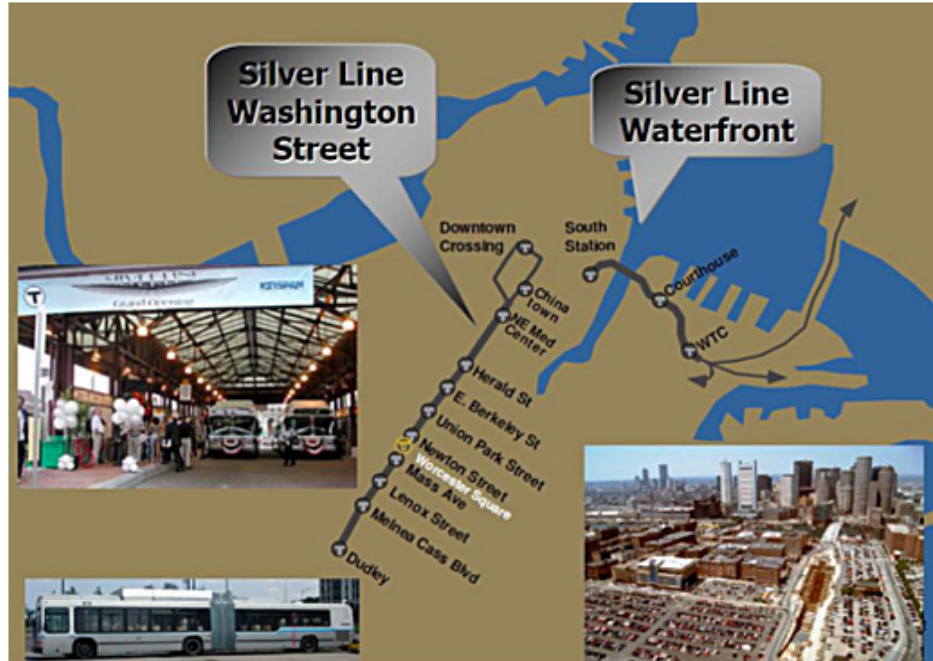 Silver Line
Washington
Street
Silver Line
Waterfront
Downtown
Crossing
South
Station
Courthouse
WTC
China
town
NE Med
Center
Herald St
E. Berkeley St
Union Park Street
Newton Street
Worcester Square
Mass Ave
Lenox Street
Melnea Cass Blvd
Dudley
SILVER LINE
KEYSPAN
T
Grand Opening